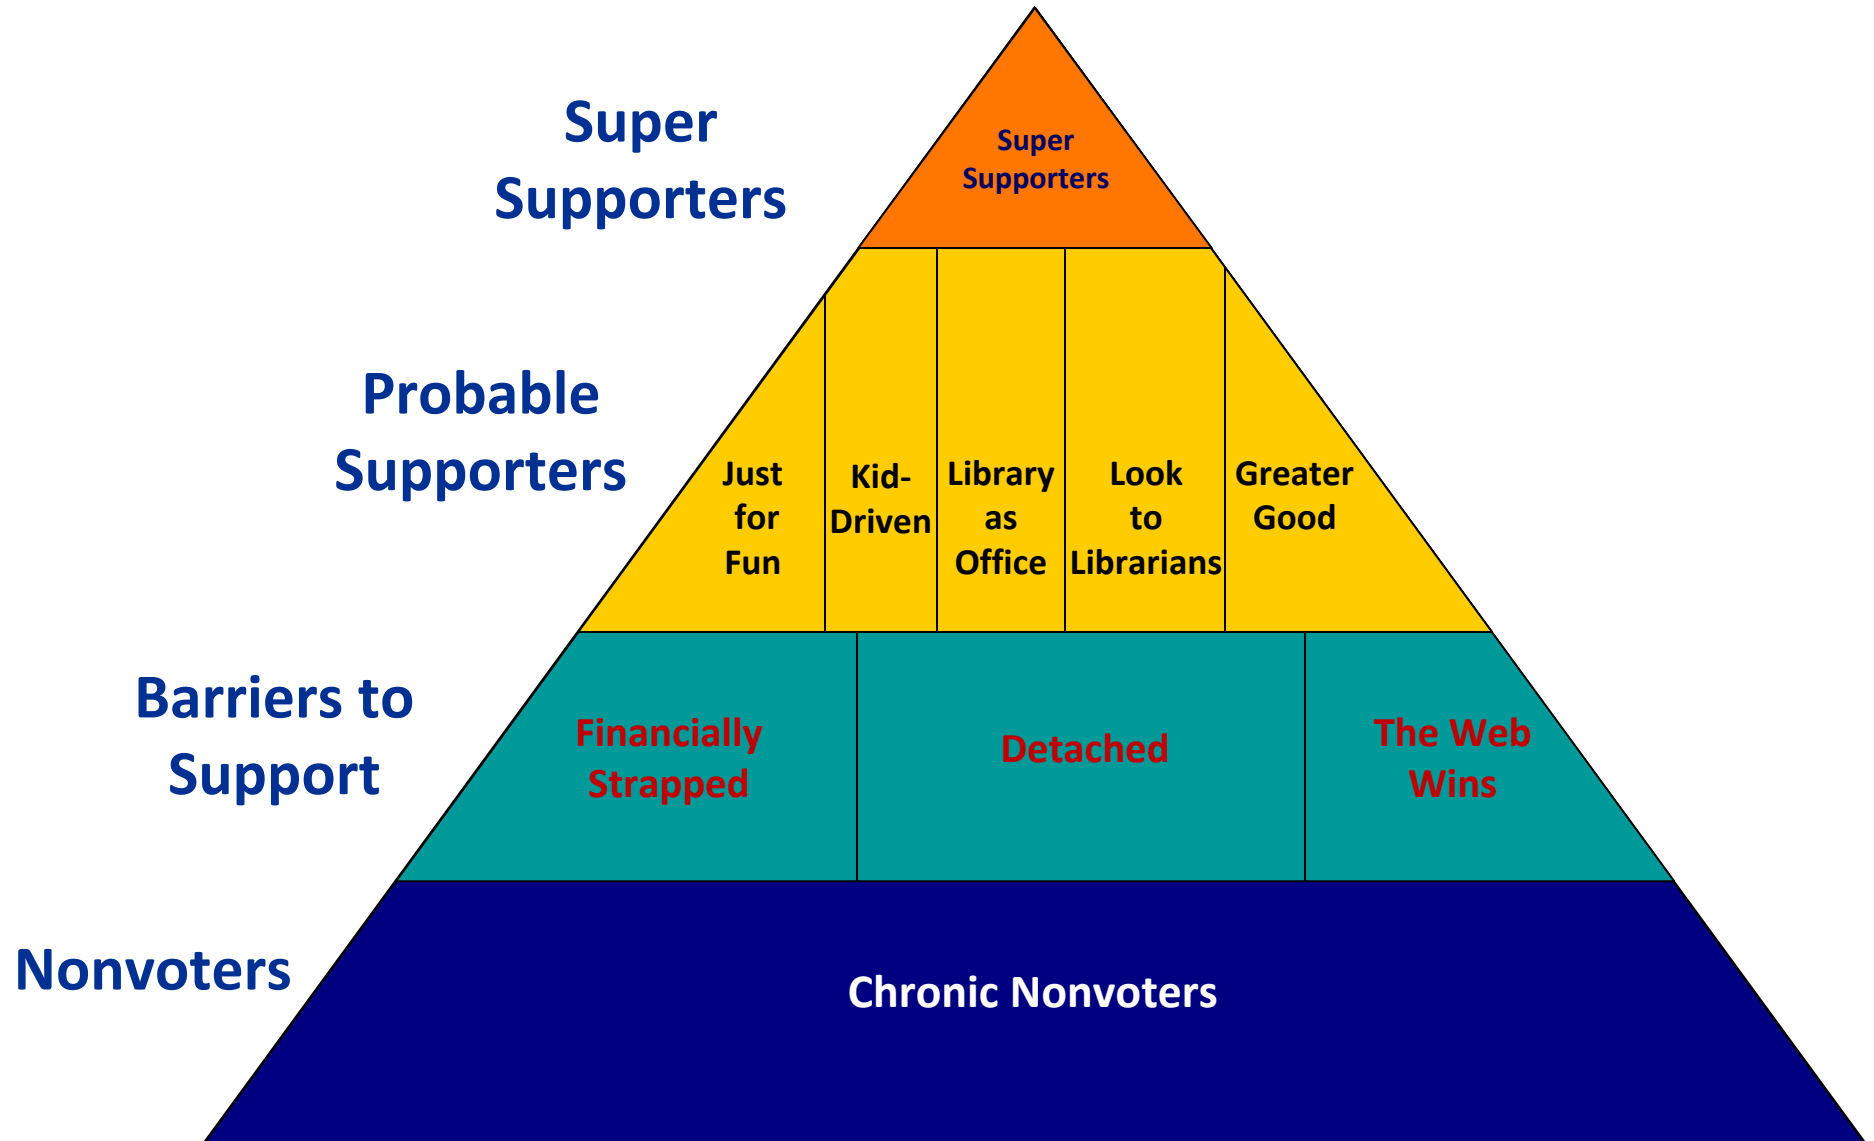 Super
Supporters
Super
Supporters
Probable
Supporters
Just
for
Fun
Kid-
Driven
Library
as
Office
Look
to
Librarians
Greater
Good
Barriers to
Support
Financially
Strapped
Detached
The Web
Wins
Nonvoters
Chronic Nonvoters